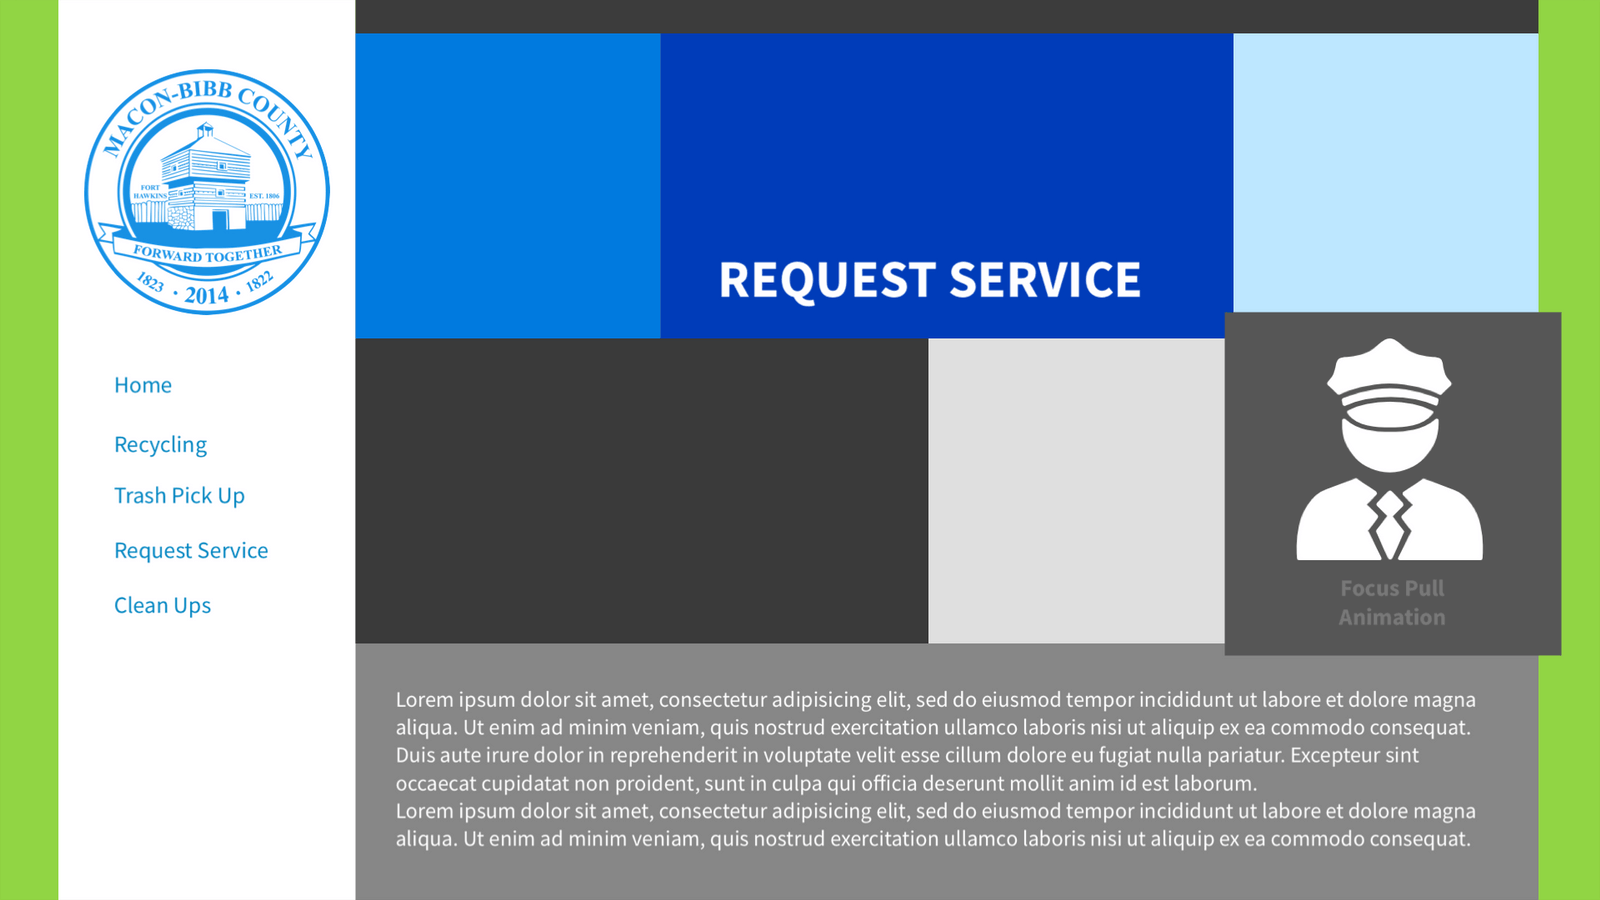 MACON-BIBB COUNTY
FORT
HAWKINS
EST. 1806
FORWARD TOGETHER
1823 · 2014 · 1822
Home
Recycling
Trash Pick Up
Request Service
Clean Ups
REQUEST SERVICE
Focus Pull
Animation
Lorem ipsum dolor sit amet, consectetur adipisicing elit, sed do eiusmod tempor incididunt ut labore et dolore magna
aliqua. Ut enim ad minim veniam, quis nostrud exercitation ullamco laboris nisi ut aliquip ex ea commodo consequat.
Duis aute irure dolor in reprehenderit in voluptate velit esse cillum dolore eu fugiat nulla pariatur. Excepteur sint
occaecat cupidatat non proident, sunt in culpa qui officia deserunt mollit anim id est laborum.
Lorem ipsum dolor sit amet, consectetur adipisicing elit, sed do eiusmod tempor incididunt ut labore et dolore magna
aliqua. Ut enim ad minim veniam, quis nostrud exercitation ullamco laboris nisi ut aliquip ex ea commodo consequat.